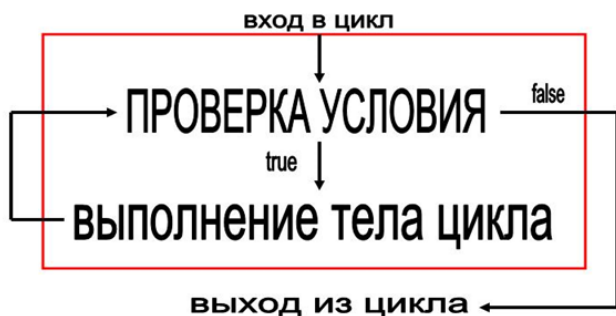 вход в цикл
ПРОВЕРКА УСЛОВИЯ
false
true
выполнение тела цикла
выход из цикла